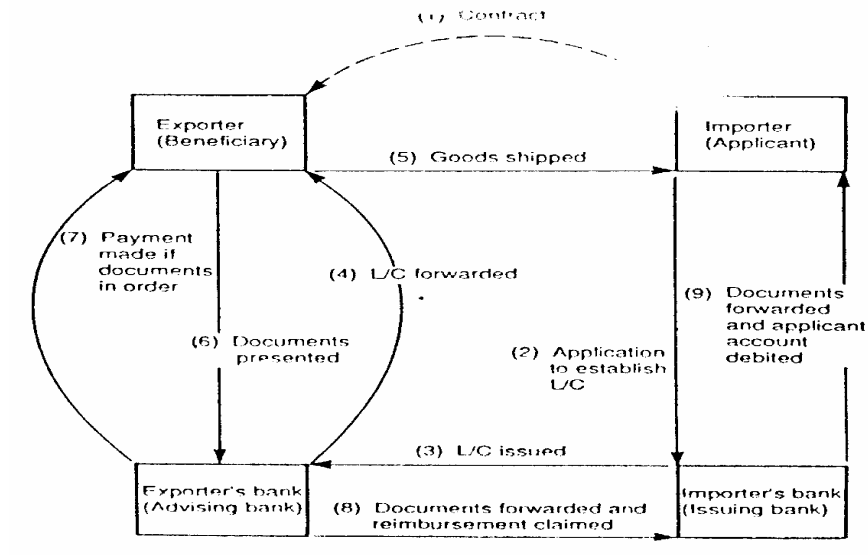 (1) Contract
Exporter
(Beneficiary)
Importer
(Applicant)
(5) Goods shipped
(7) Payment
made if
documents
in order
(4) L/C forwarded
(9) Documents
forwarded
and applicant
account
debited
(6) Documents
presented
(2) Application
to establish
L/C
(3) L/C issued
Exporter's bank
(Advising bank)
Importer's bank
(Issuing bank)
(8) Documents forwarded and
reimbursement claimed